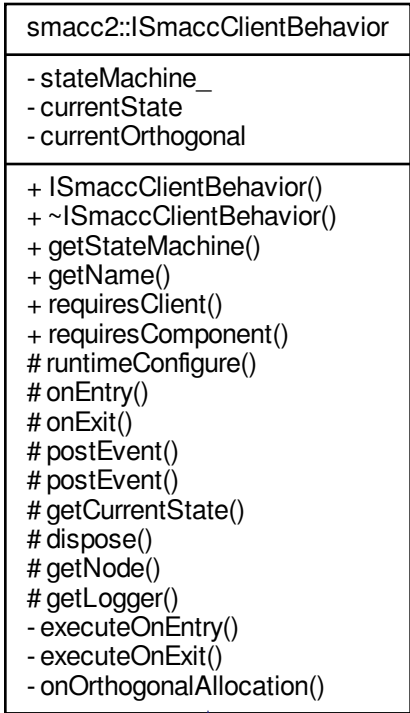 smacc2::ISmaccClientBehavior
- stateMachine_
- currentState
- currentOrthogonal
+ ISmaccClientBehavior()
+ ~ISmaccClientBehavior()
+ getStateMachine()
+ getName()
+ requiresClient()
+ requiresComponent()
# runtimeConfigure()
# onEntry()
# onExit()
# postEvent()
# postEvent()
# getCurrentState()
# dispose()
# getNode()
# getLogger()
- executeOnEntry()
- executeOnExit()
- onOrthogonalAllocation()